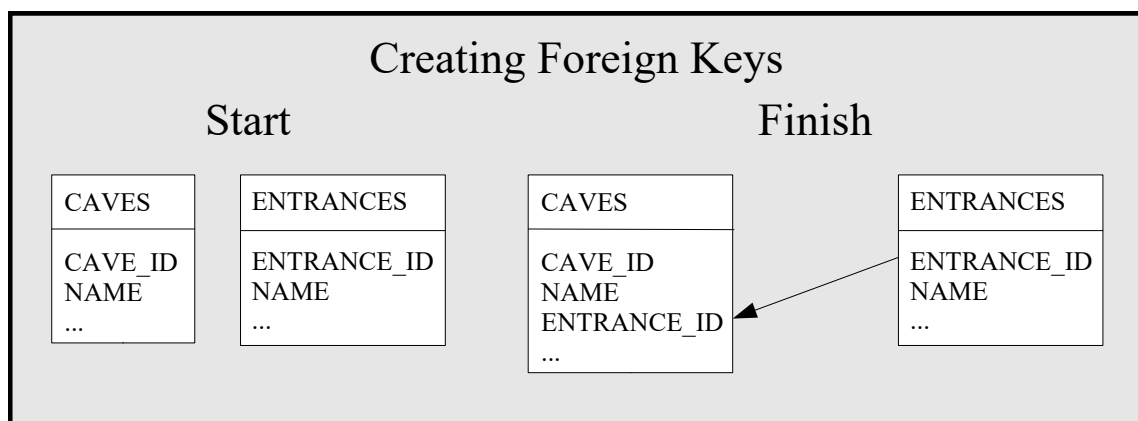 Creating Foreign Keys
Start
Finish
CAVES
CAVE_ID
NAME
...
ENTRANCES
ENTRANCE_ID
NAME
...
CAVES
CAVE_ID
NAME
ENTRANCE_ID
...
ENTRANCES
ENTRANCE_ID
NAME
...